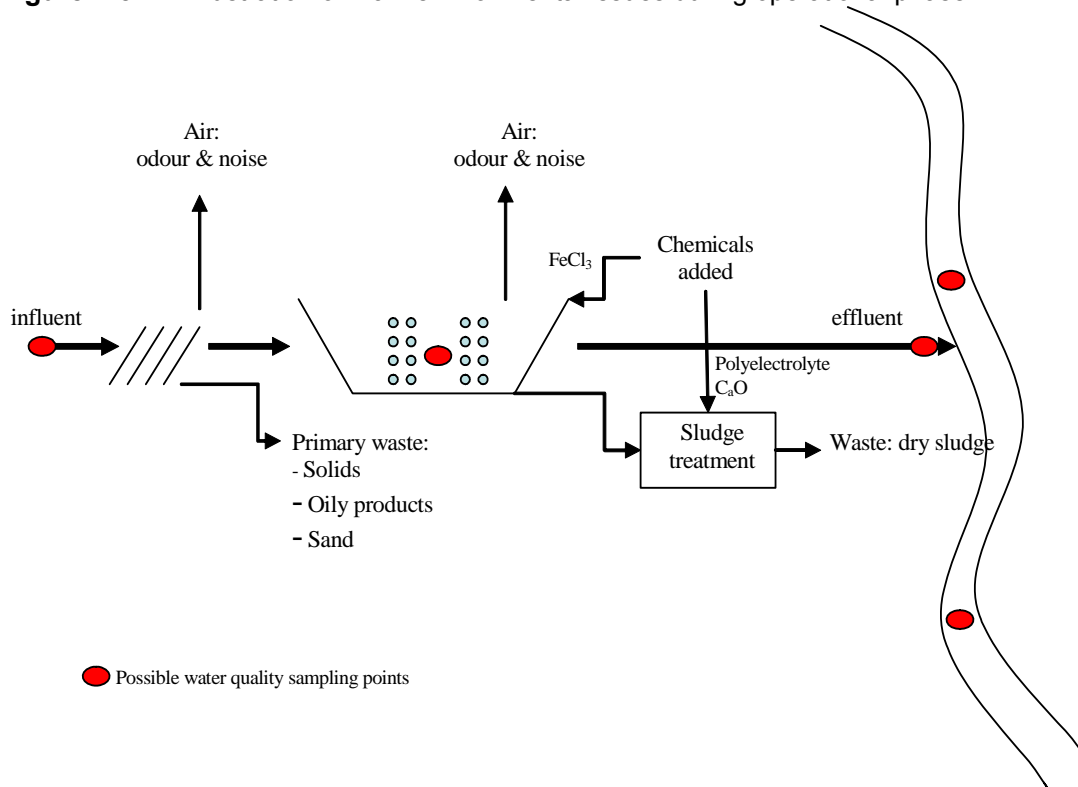 Air:
odour & noise
Air:
odour & noise
FeCl₃
Chemicals
added
influent
effluent
Polyelectrolyte
CₐO
Sludge
treatment
Waste: dry sludge
Primary waste:
- Solids
- Oily products
- Sand
Possible water quality sampling points